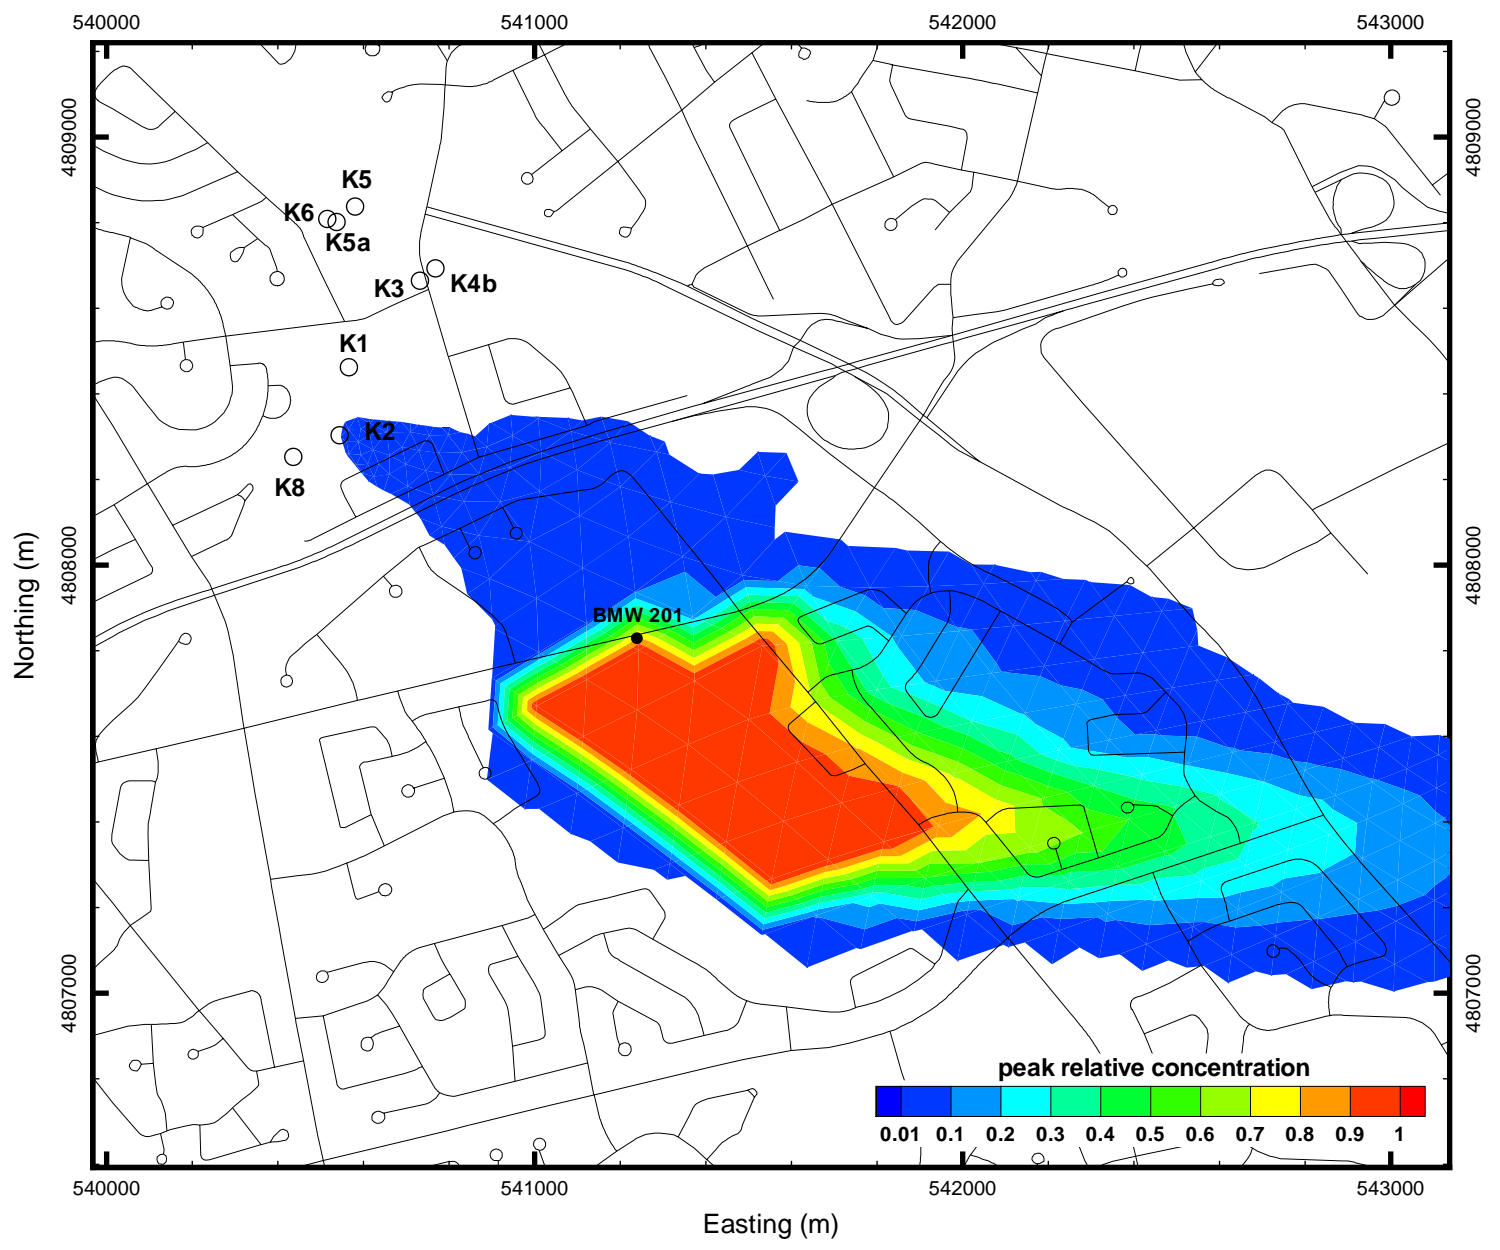 540000 541000 542000 543000
4809000 4809000
K5
K6
K5a
K3 K4b
K1
K2
K8
4808000 4808000
BMW 201
Northing (m)
4807000 4807000
peak relative concentration
0.01 0.1 0.2 0.3 0.4 0.5 0.6 0.7 0.8 0.9 1
540000 541000 542000 543000
Easting (m)